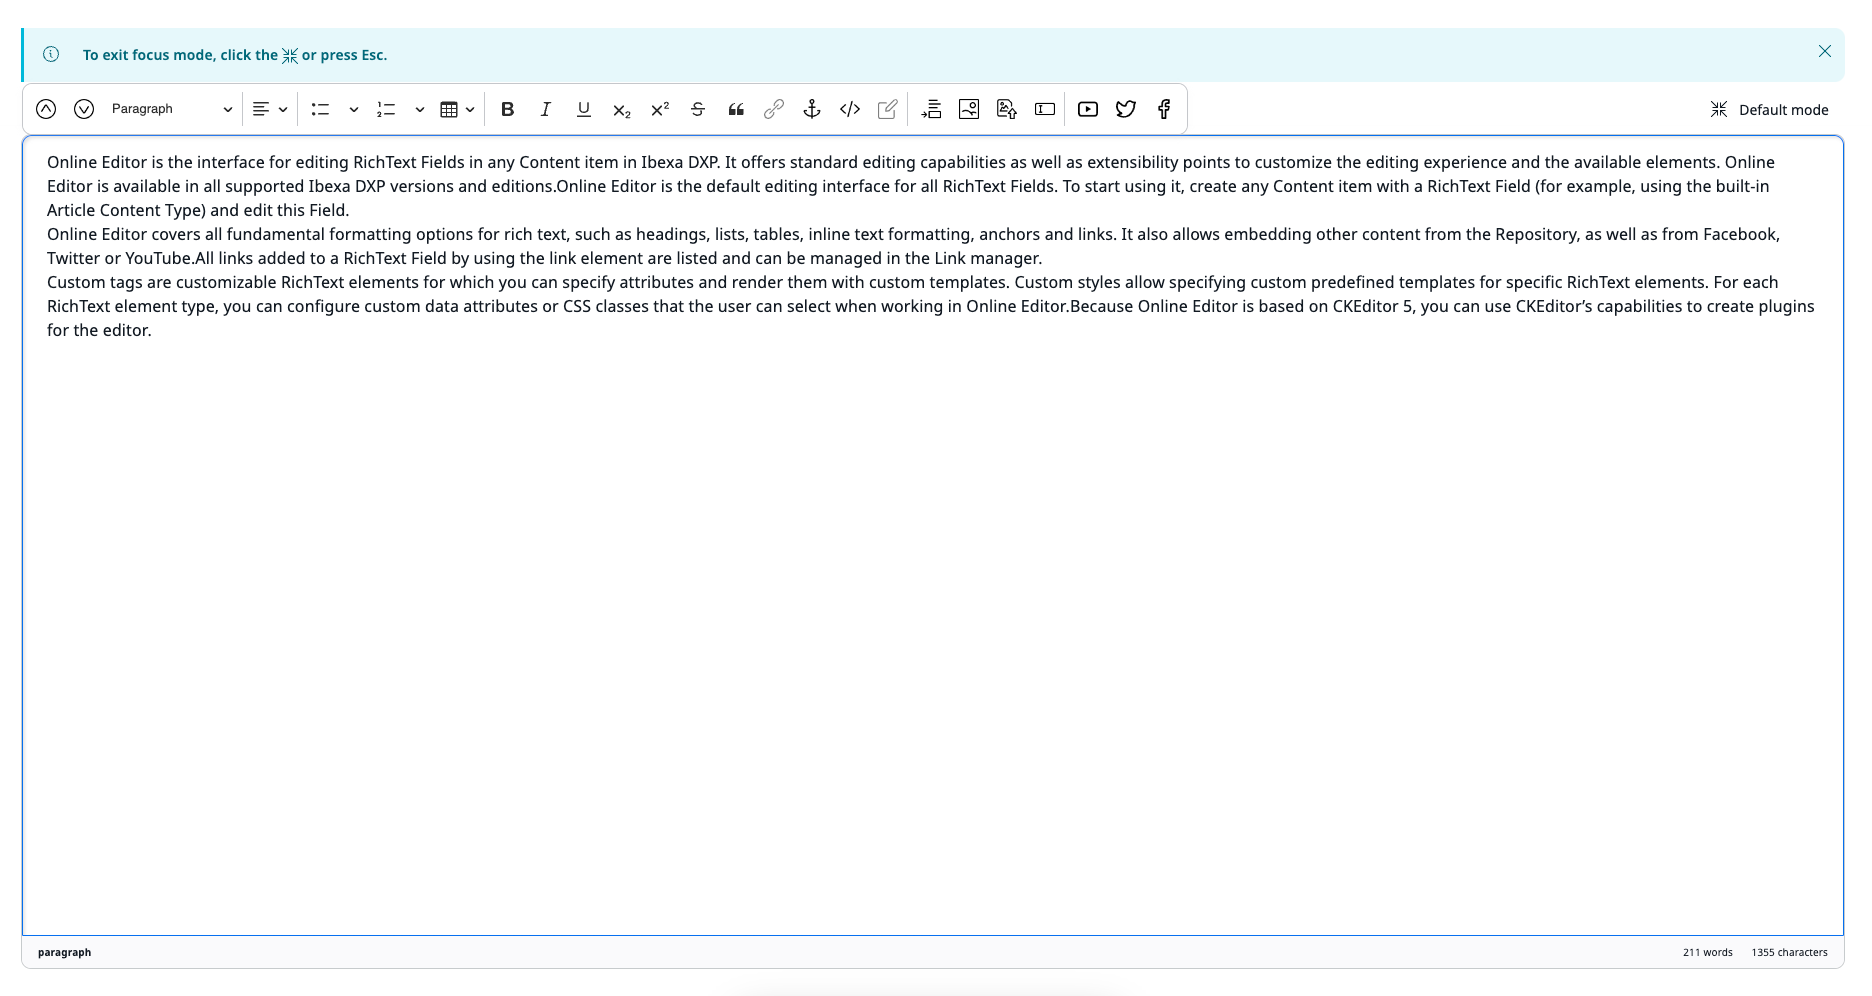 To exit focus mode, click the or press Esc.
Paragraph
Default mode
Online Editor is the interface for editing RichText Fields in any Content item in Ibexa DXP. It offers standard editing capabilities as well as extensibility points to customize the editing experience and the available elements. Online
Editor is available in all supported Ibexa DXP versions and editions.Online Editor is the default editing interface for all RichText Fields. To start using it, create any Content item with a RichText Field (for example, using the built-in
Article Content Type) and edit this Field.
Online Editor covers all fundamental formatting options for rich text, such as headings, lists, tables, inline text formatting, anchors and links. It also allows embedding other content from the Repository, as well as from Facebook,
Twitter or YouTube.All links added to a RichText Field by using the link element are listed and can be managed in the Link manager.
Custom tags are customizable RichText elements for which you can specify attributes and render them with custom templates. Custom styles allow specifying custom predefined templates for specific RichText elements. For each
RichText element type, you can configure custom data attributes or CSS classes that the user can select when working in Online Editor.Because Online Editor is based on CKEditor 5, you can use CKEditor’s capabilities to create plugins
for the editor.
paragraph
211 words 1355 characters